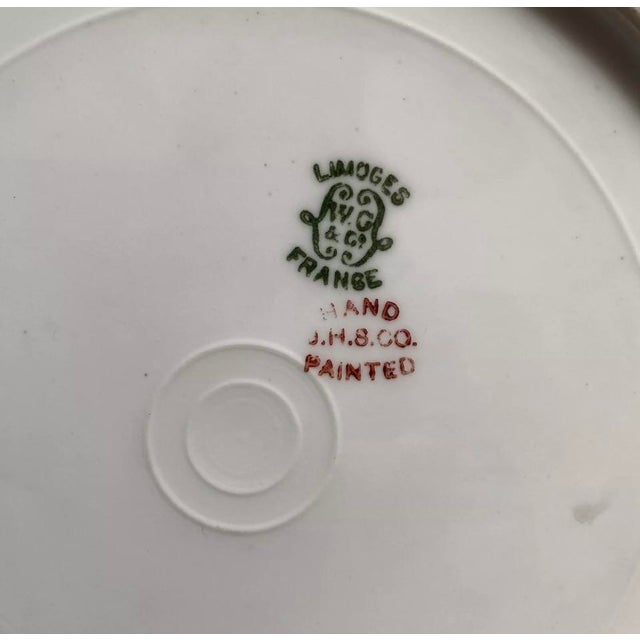 LIMOGES
W.G
& Co.
FRANCE
HAND
J.H.S.CO.
PAINTED